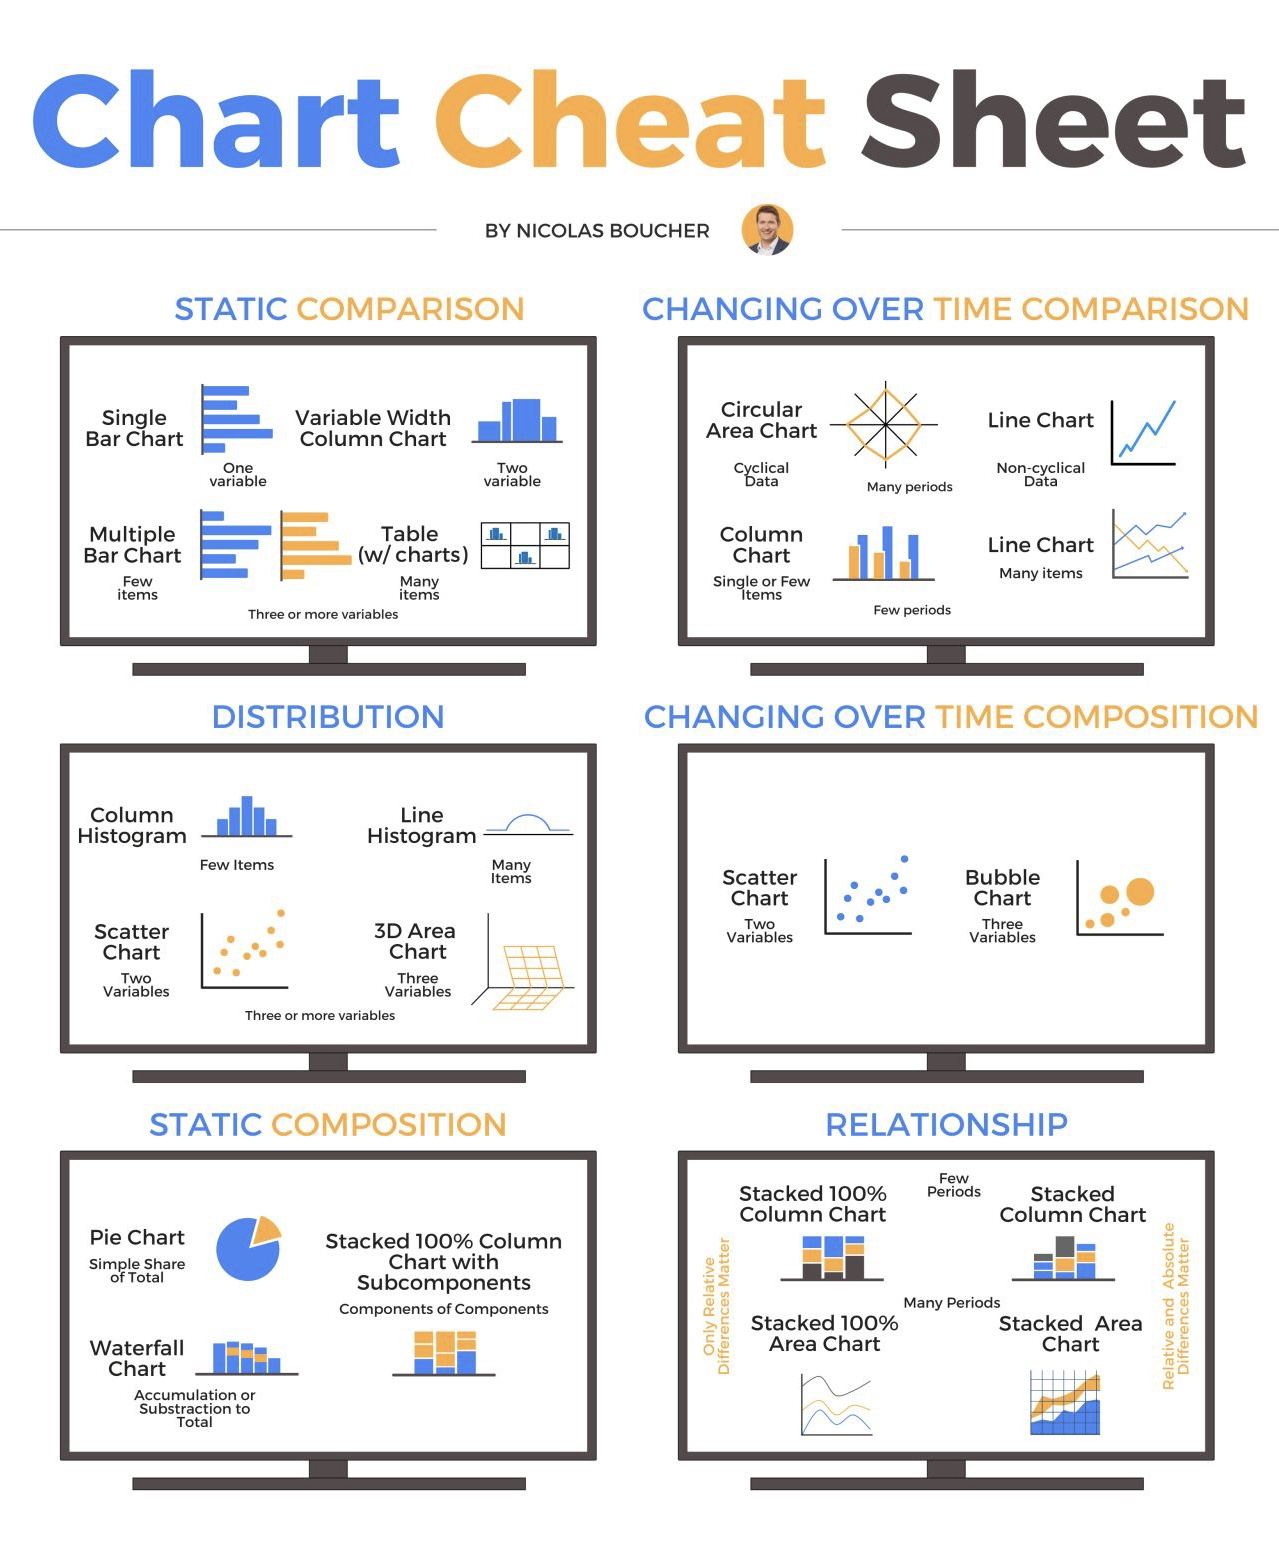 Chart Cheat Sheet
BY NICOLAS BOUCHER
STATIC COMPARISON
Single
Bar Chart
One
variable
Variable Width
Column Chart
Two
variable
Multiple
Bar Chart
Few
items
Table
(w/ charts)
Many
items
Three or more variables
CHANGING OVER TIME COMPARISON
Circular
Area Chart
Cyclical
Data
Many periods
Line Chart
Non-cyclical
Data
Column
Chart
Single or Few
Items
Few periods
Line Chart
Many items
DISTRIBUTION
Column
Histogram
Few Items
Line
Histogram
Many
Items
Scatter
Chart
Two
Variables
3D Area
Chart
Three
Variables
Three or more variables
CHANGING OVER TIME COMPOSITION
Scatter
Chart
Two
Variables
Bubble
Chart
Three
Variables
STATIC COMPOSITION
Pie Chart
Simple Share
of Total
Stacked 100% Column
Chart with
Subcomponents
Components of Components
Waterfall
Chart
Accumulation or
Substraction to
Total
RELATIONSHIP
Few
Periods
Stacked 100%
Column Chart
Stacked
Column Chart
Only Relative
Differences Matter
Relative and Absolute
Differences Matter
Many Periods
Stacked 100%
Area Chart
Stacked Area
Chart